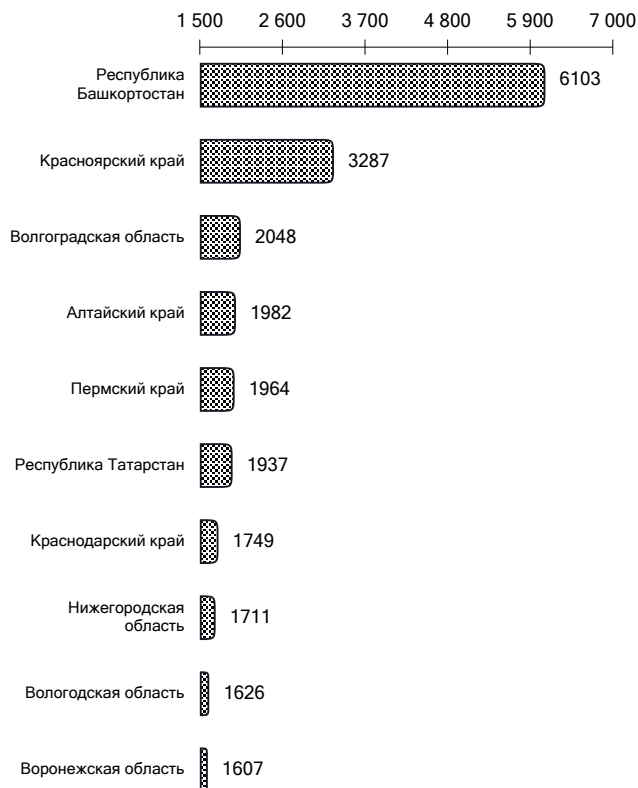 1 500 2 600 3 700 4 800 5 900 7 000
Республика
Башкортостан
6103
Красноярский край 3287
Волгоградская область 2048
Алтайский край 1982
Пермский край 1964
Республика Татарстан 1937
Краснодарский край 1749
Нижегородская
область
1711
Вологодская область 1626
Воронежская область 1607